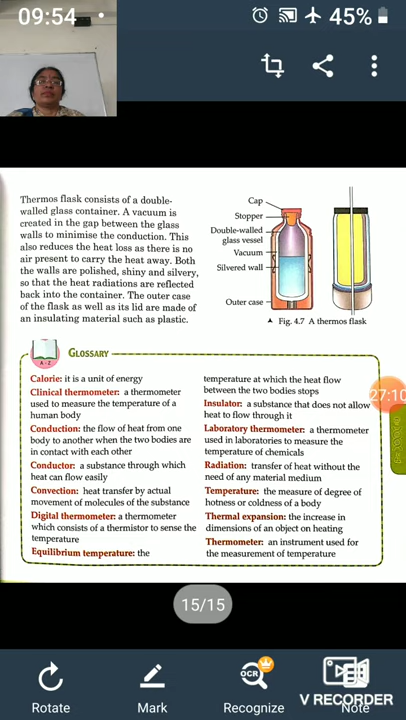 09:54
45%
Thermos flask consists of a double-
walled glass container. A vacuum is
created in the gap between the glass
walls to minimise the conduction. This
also reduces the heat loss as there is no
air present to carry the heat away. Both
the walls are polished, shiny and silvery,
so that the heat radiations are reflected
back into the container. The outer case
of the flask as well as its lid are made of
an insulating material such as plastic.
Cap
Stopper
Double-walled
glass vessel
Vacuum
Silvered wall
Outer case
Fig. 4.7 A thermos flask
A - Z
GLOSSARY
Calorie: it is a unit of energy
Clinical thermometer: a thermometer
used to measure the temperature of a
human body
Conduction: the flow of heat from one
body to another when the two bodies are
in contact with each other
Conductor: a substance through which
heat can flow easily
Convection: heat transfer by actual
movement of molecules of the substance
Digital thermometer: a thermometer
which consists of a thermistor to sense the
temperature
Equilibrium temperature: the
temperature at which the heat flow
between the two bodies stops
Insulator: a substance that does not allow
heat to flow through it
Laboratory thermometer: a thermometer
used in laboratories to measure the
temperature of chemicals
Radiation: transfer of heat without the
need of any material medium
Temperature: the measure of degree of
hotness or coldness of a body
Thermal expansion: the increase in
dimensions of an object on heating
Thermometer: an instrument used for
the measurement of temperature
27:10
15/15
OCR
Rotate
Mark
Recognize
Note
V RECORDER